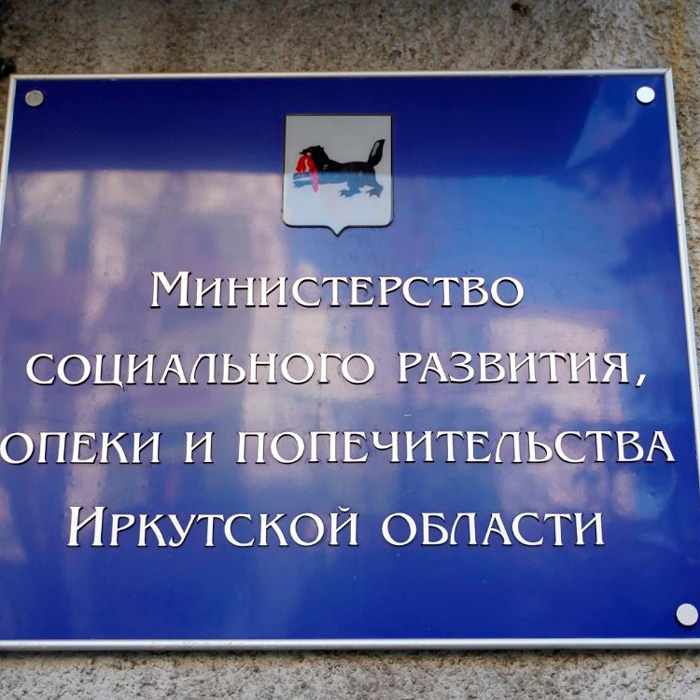 Министерство
социального развития,
опеки и попечительства
Иркутской области